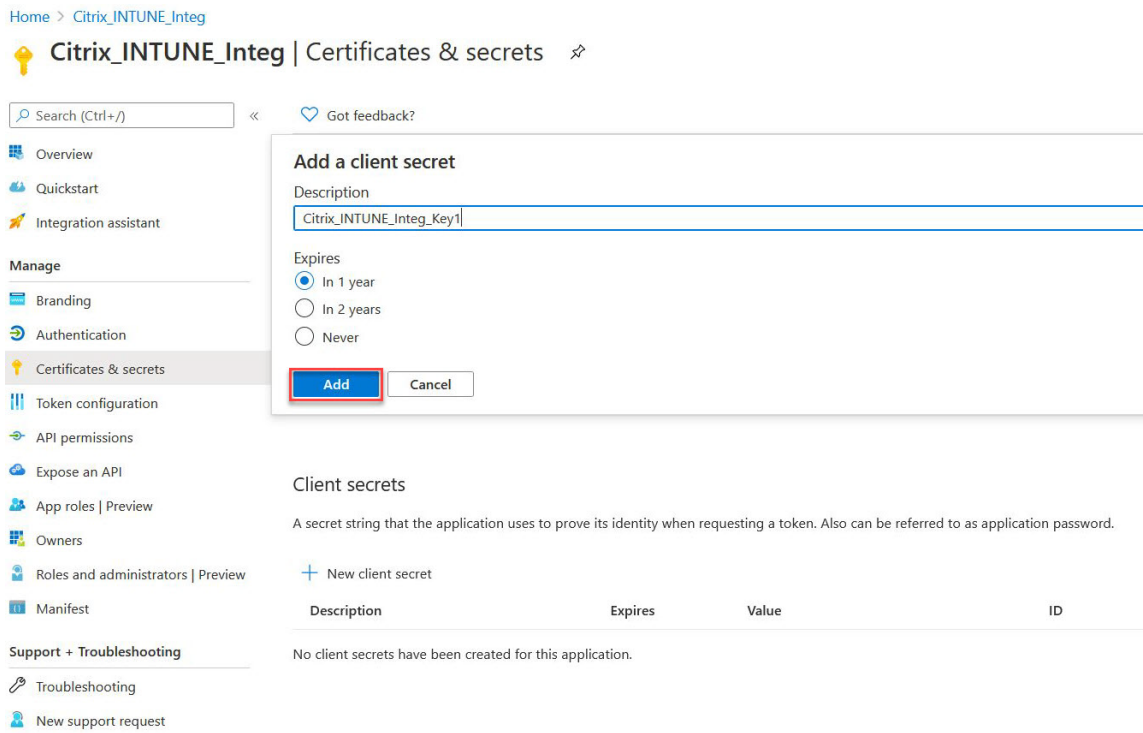 Home > Citrix_INTUNE_Integ
Citrix_INTUNE_Integ | Certificates & secrets
Search (Ctrl+/)
«
Got feedback?
Overview
Quickstart
Integration assistant
Manage
Branding
Authentication
Certificates & secrets
Token configuration
API permissions
Expose an API
App roles | Preview
Owners
Roles and administrators | Preview
Manifest
Support + Troubleshooting
Troubleshooting
New support request
Add a client secret
Description
Citrix_INTUNE_Integ_Key1
Expires
In 1 year
In 2 years
Never
Add Cancel
Client secrets
A secret string that the application uses to prove its identity when requesting a token. Also can be referred to as application password.
New client secret
Description Expires Value ID
No client secrets have been created for this application.